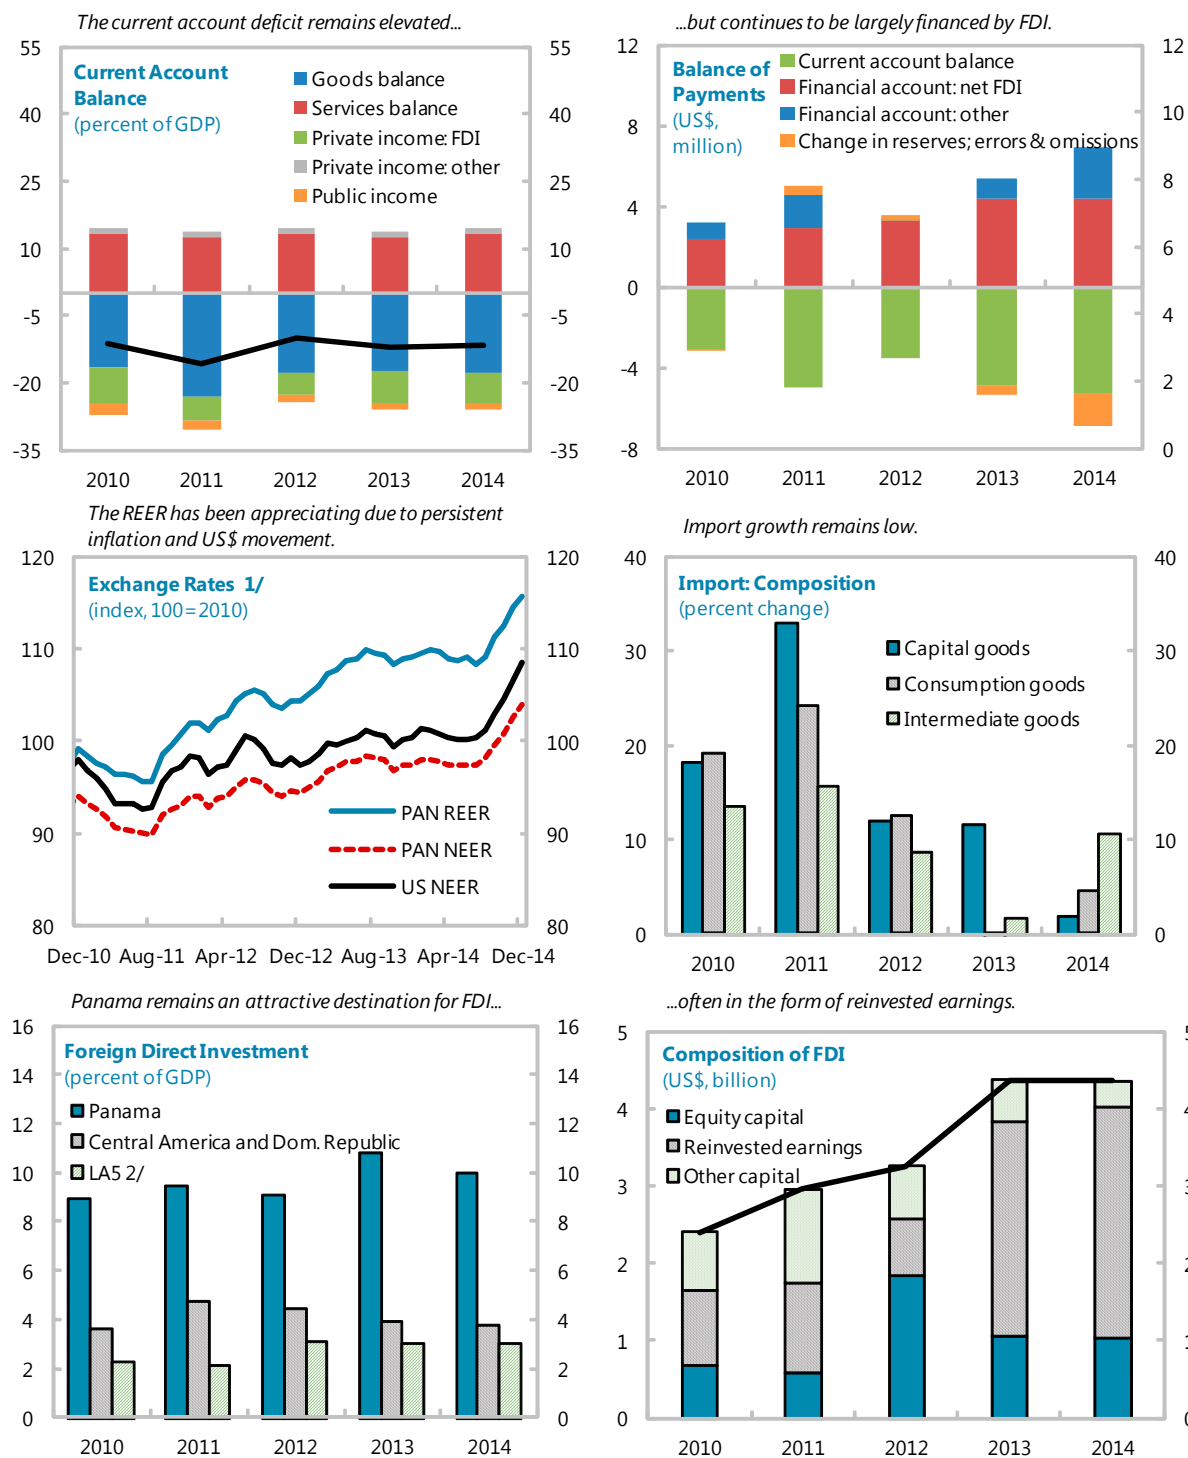 The current account deficit remains elevated...
55
40
25
10
-5
-20
-35
Current Account
Balance
(percent of GDP)
Goods balance
Services balance
Private income: FDI
Private income: other
Public income
55
40
25
10
-5
-20
-35
2010 2011 2012 2013 2014
...but continues to be largely financed by FDI.
12
8
4
0
-4
-8
Balance of
Payments
(US$,
million)
Current account balance
Financial account: net FDI
Financial account: other
Change in reserves; errors & omissions
12
10
8
6
4
2
0
2010 2011 2012 2013 2014
The REER has been appreciating due to persistent
inflation and US$ movement.
120
110
100
90
80
Exchange Rates 1/
(index, 100=2010)
PAN REER
PAN NEER
US NEER
120
110
100
90
80
Dec-10 Aug-11 Apr-12 Dec-12 Aug-13 Apr-14 Dec-14
Import growth remains low.
40
30
20
10
0
Import: Composition
(percent change)
Capital goods
Consumption goods
Intermediate goods
40
30
20
10
0
2010 2011 2012 2013 2014
Panama remains an attractive destination for FDI...
16
14
12
10
8
6
4
2
0
Foreign Direct Investment
(percent of GDP)
Panama
Central America and Dom. Republic
LA5 2/
16
14
12
10
8
6
4
2
0
2010 2011 2012 2013 2014
...often in the form of reinvested earnings.
5
4
3
2
1
0
Composition of FDI
(US$, billion)
Equity capital
Reinvested earnings
Other capital
2010 2011 2012 2013 2014